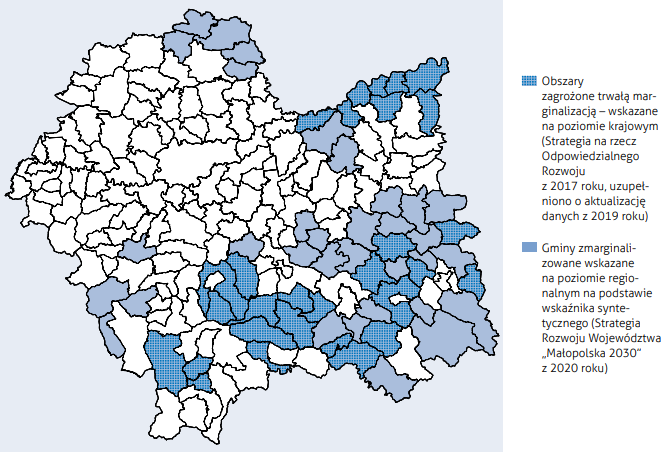 Obszary
zagrożone trwałą mar-
ginalizacją – wskazane
na poziomie krajowym
(Strategia na rzecz
Odpowiedzialnego
Rozwoju
z 2017 roku, uzupeł-
niono o aktualizację
danych z 2019 roku)
Gminy zmarginali-
zowane wskazane
na poziomie regio-
nalnym na podstawie
wskaźnika synte-
tycznego (Strategia
Rozwoju Województwa
„Małopolska 2030”
z 2020 roku)